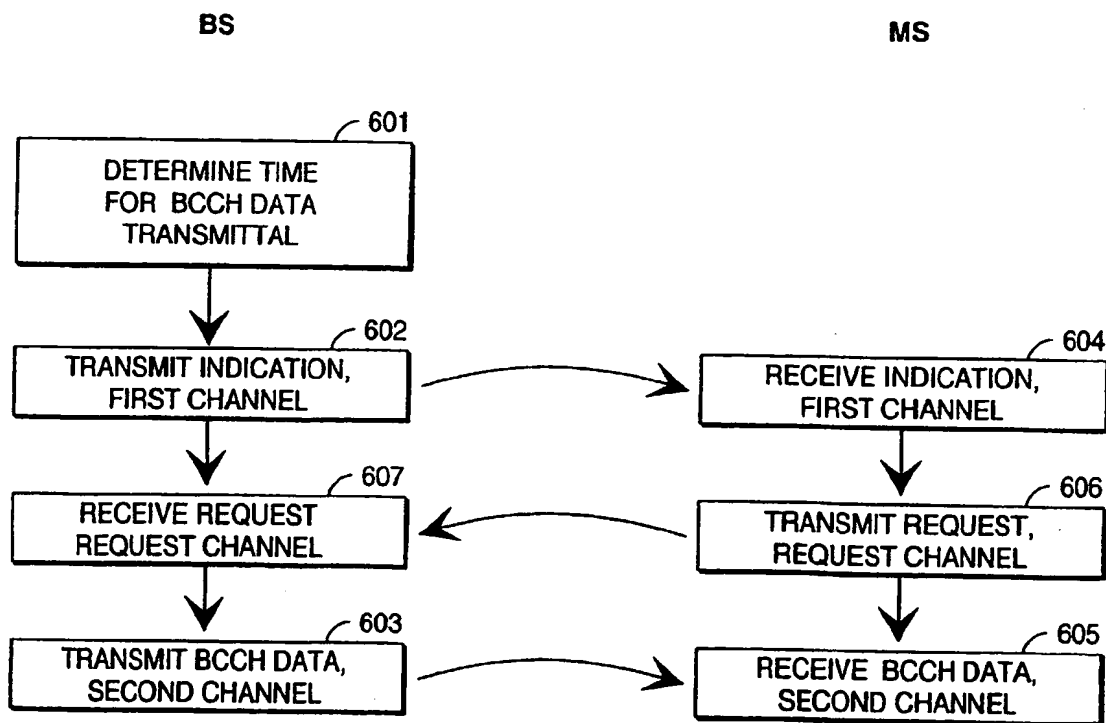 BS
MS
601
DETERMINE TIME
FOR BCCH DATA
TRANSMITTAL
602
TRANSMIT INDICATION,
FIRST CHANNEL
604
RECEIVE INDICATION,
FIRST CHANNEL
607
RECEIVE REQUEST
REQUEST CHANNEL
606
TRANSMIT REQUEST,
REQUEST CHANNEL
603
TRANSMIT BCCH DATA,
SECOND CHANNEL
605
RECEIVE BCCH DATA,
SECOND CHANNEL